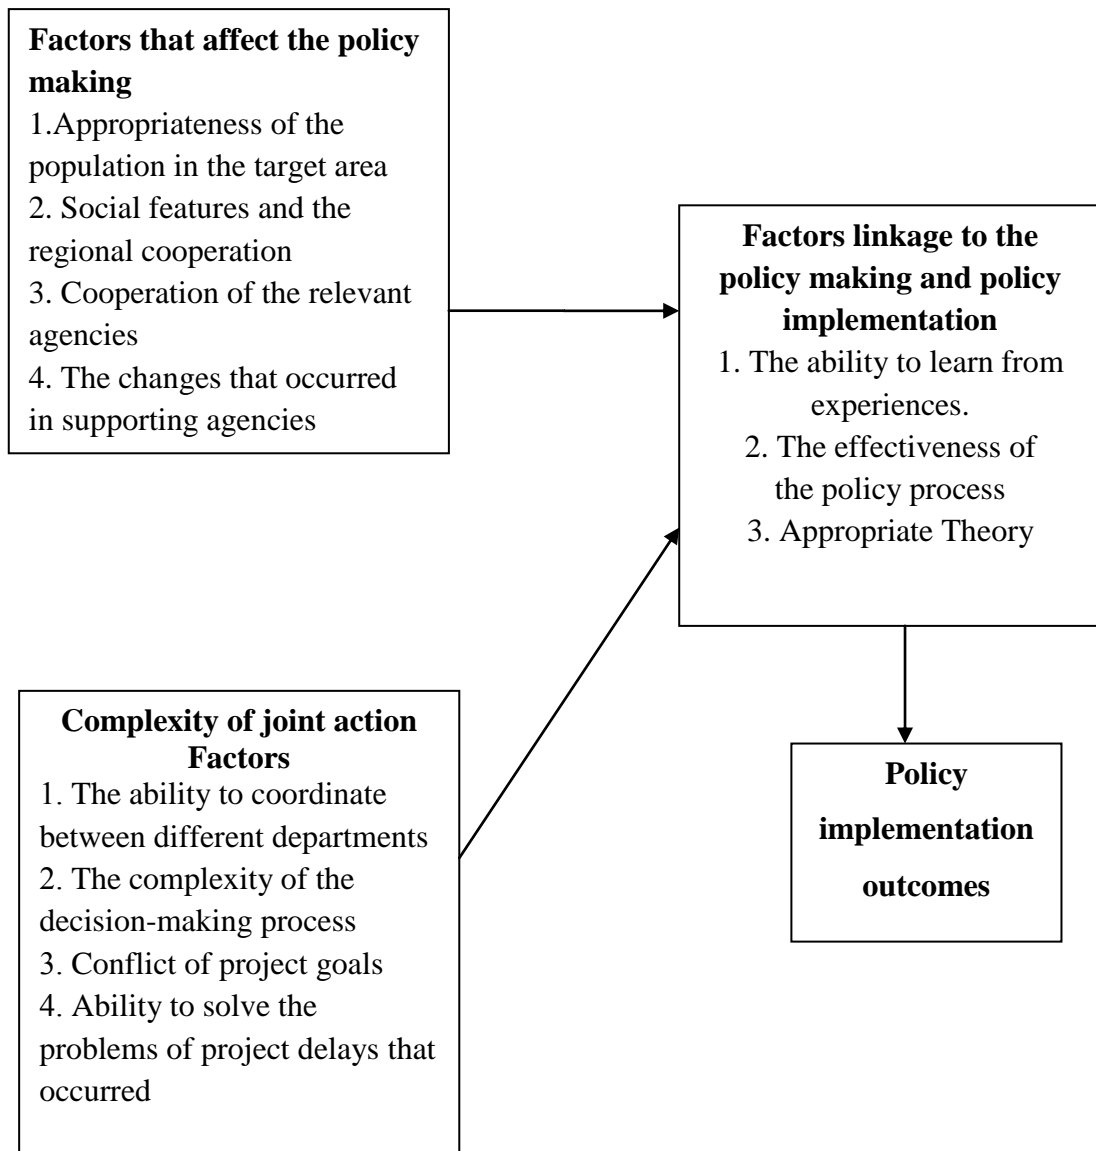 Factors that affect the policy
making
1.Appropriateness of the
population in the target area
2. Social features and the
regional cooperation
3. Cooperation of the relevant
agencies
4. The changes that occurred
in supporting agencies
Factors linkage to the
policy making and policy
implementation
1. The ability to learn from
experiences.
2. The effectiveness of
the policy process
3. Appropriate Theory
Complexity of joint action
Factors
1. The ability to coordinate
between different departments
2. The complexity of the
decision-making process
3. Conflict of project goals
4. Ability to solve the
problems of project delays that
occurred
Policy
implementation
outcomes